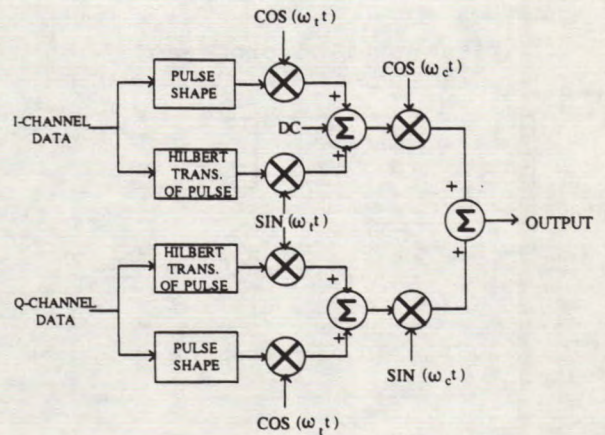 COS (ω_t t)
PULSE
SHAPE
COS (ω_c t)
+
I-CHANNEL
DATA
DC
Σ
+
HILBERT
TRANS.
OF PULSE
+
SIN (ω_t t)
Σ
OUTPUT
HILBERT
TRANS.
OF PULSE
+
+
Q-CHANNEL
DATA
Σ
+
PULSE
SHAPE
SIN (ω_c t)
COS (ω_t t)